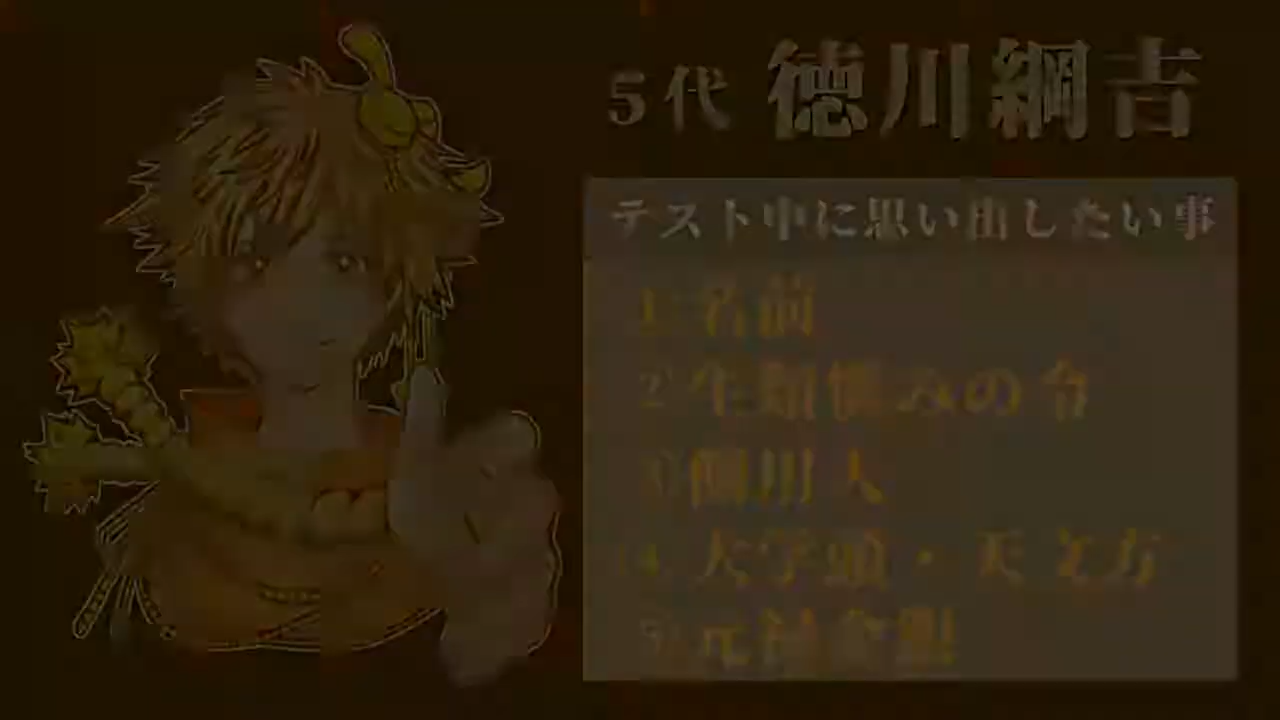 5代 徳川綱吉
テスト中に思い出したい事
① 名前
② 生類憐みの令
③ 側用人
④ 大学頭・天文方
⑤ 元禄金銀